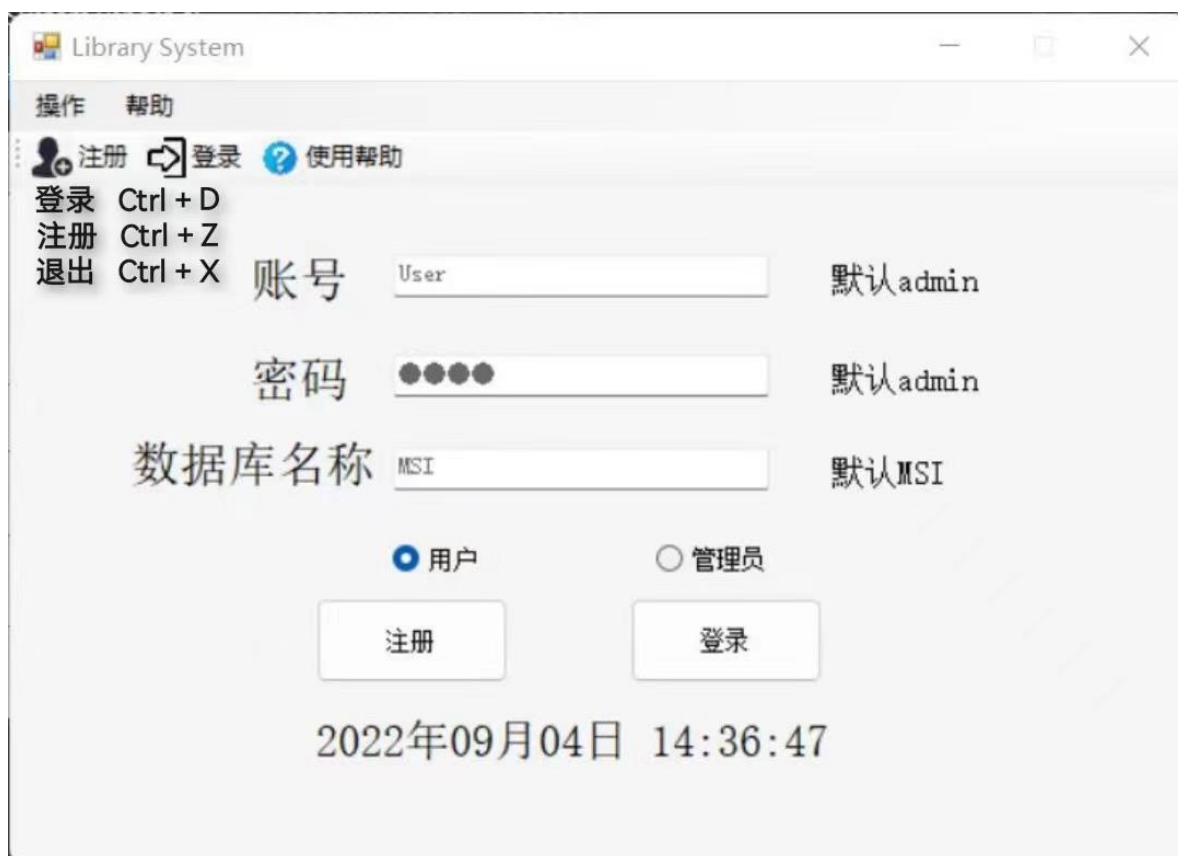 Library System
操作 帮助
注册 登录 使用帮助
登录 Ctrl + D
注册 Ctrl + Z
退出 Ctrl + X
账号 User 默认admin
密码 ●●●● 默认admin
数据库名称 MSI 默认MSI
用户 管理员
注册 登录
2022年09月04日 14:36:47